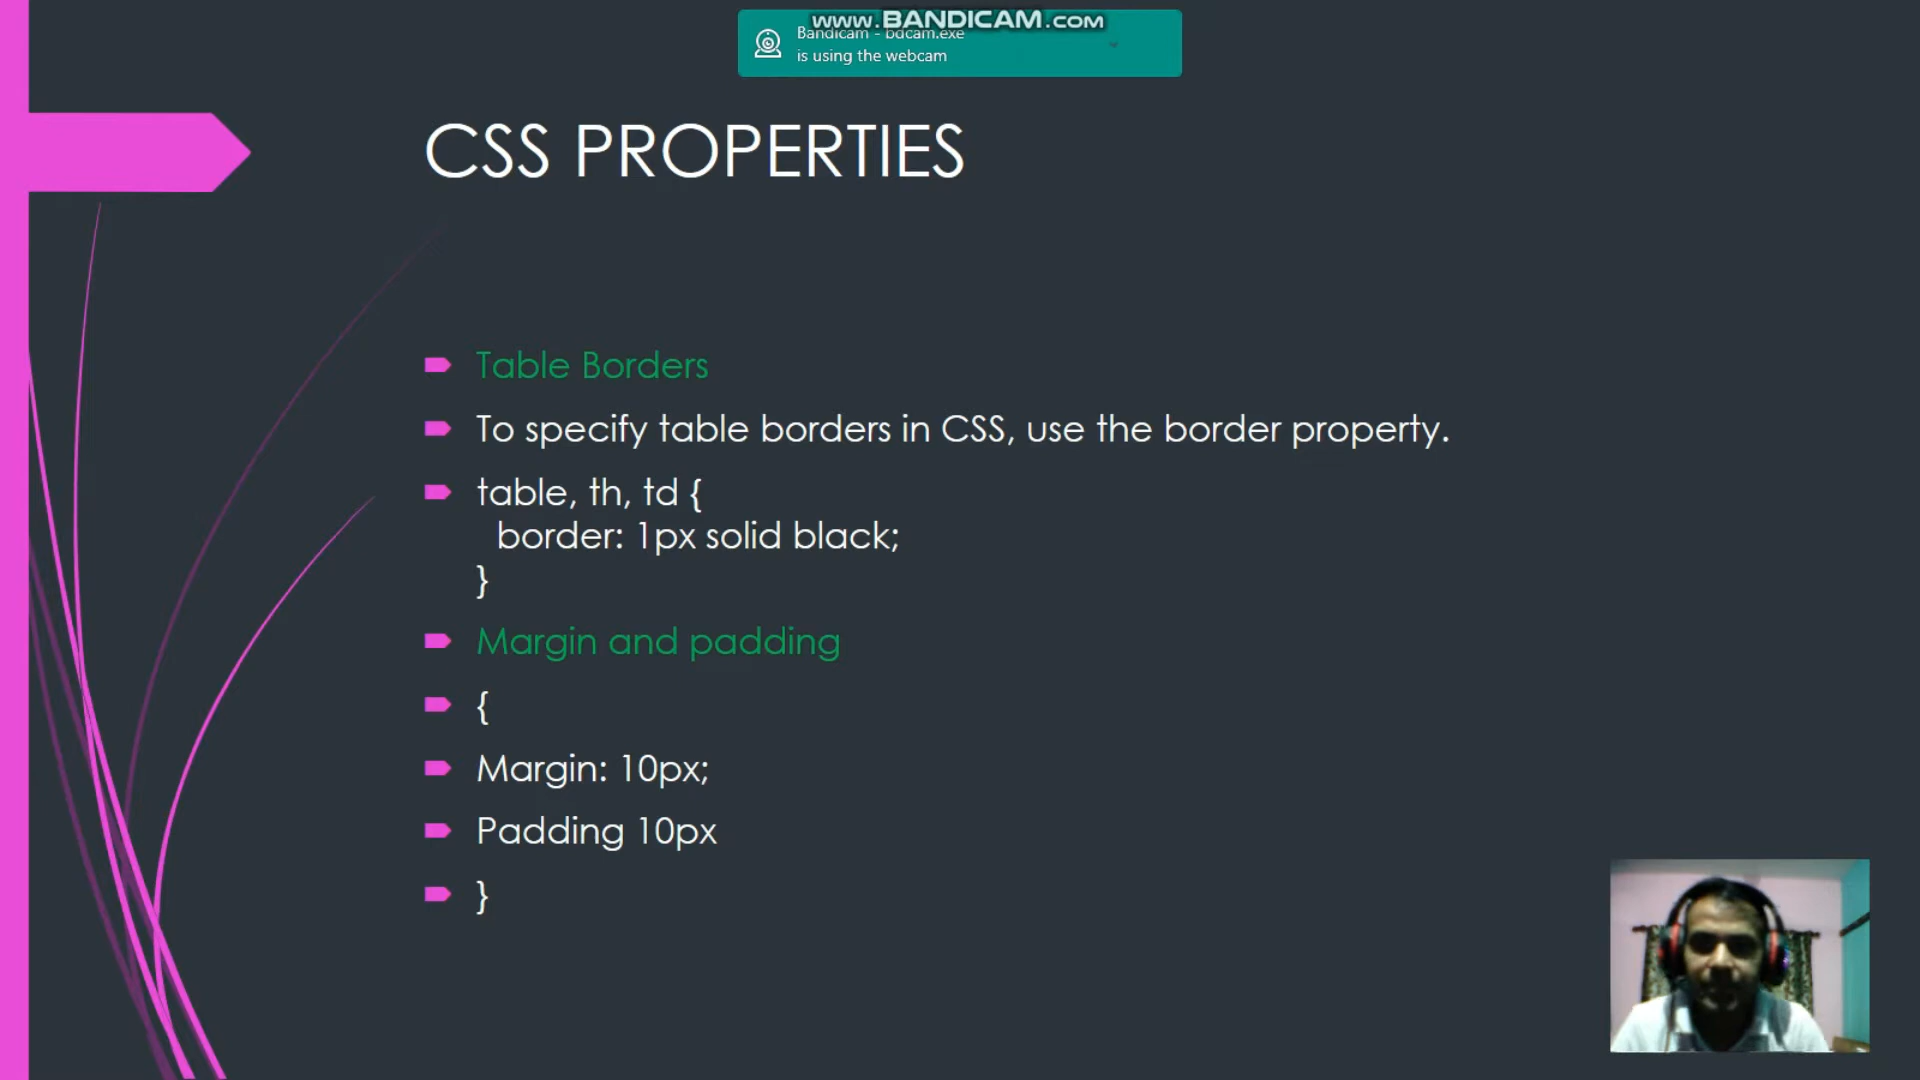 www.BANDICAM.com
Bandicam - bdcam.exe
is using the webcam
CSS PROPERTIES
Table Borders
To specify table borders in CSS, use the border property.
table, th, td {
border: 1px solid black;
}
Margin and padding
{
Margin: 10px;
Padding 10px
}